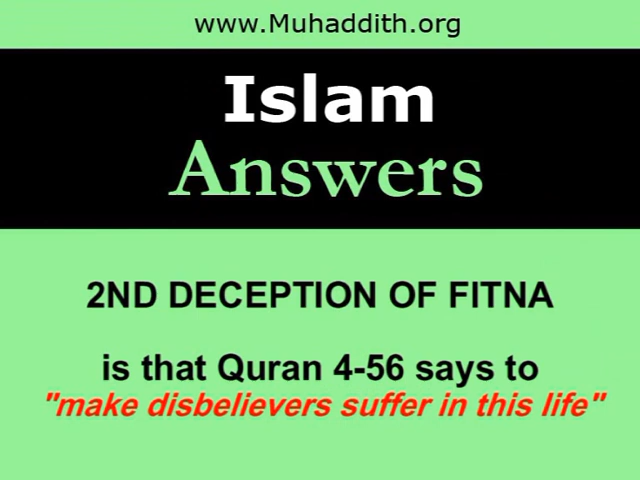 www.Muhaddith.org
Islam
Answers
2ND DECEPTION OF FITNA
is that Quran 4-56 says to
"make disbelievers suffer in this life"